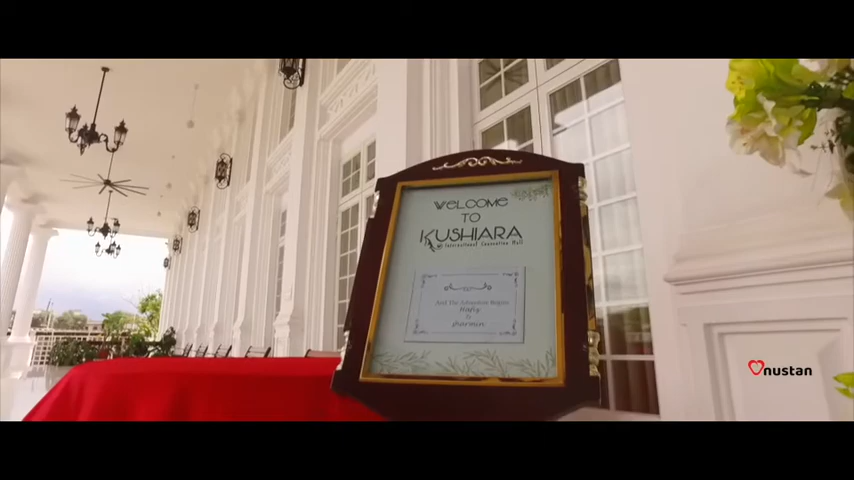 WELCOME
TO
KUSHIARA
International Convention Hall
And The Adventure Begins
Rafiq
&
nustan